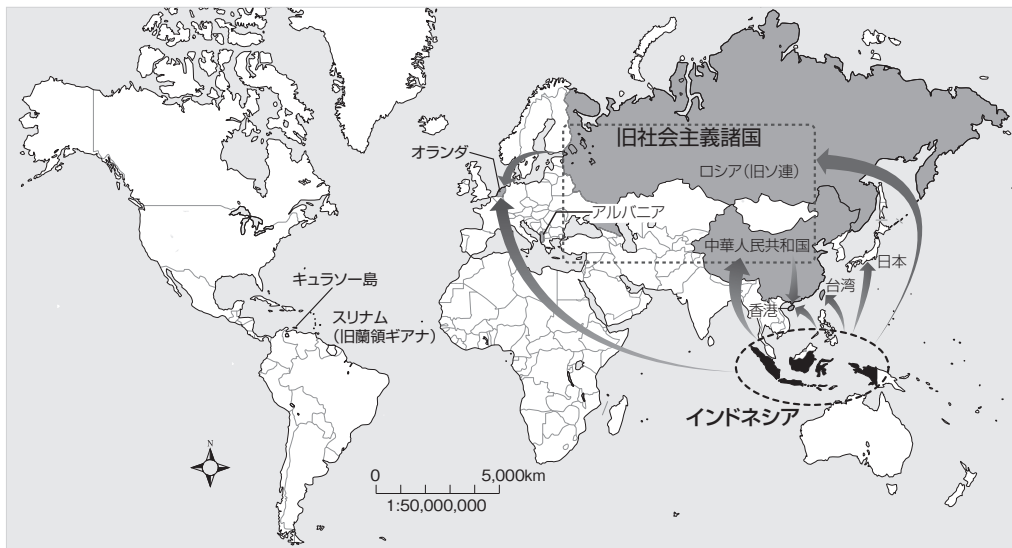 旧社会主義諸国
オランダ
ロシア(旧ソ連)
アルバニア
中華人民共和国
日本
キュラソー島
台湾
香港
スリナム
(旧蘭領ギアナ)
インドネシア
N
0 5,000km
1:50,000,000